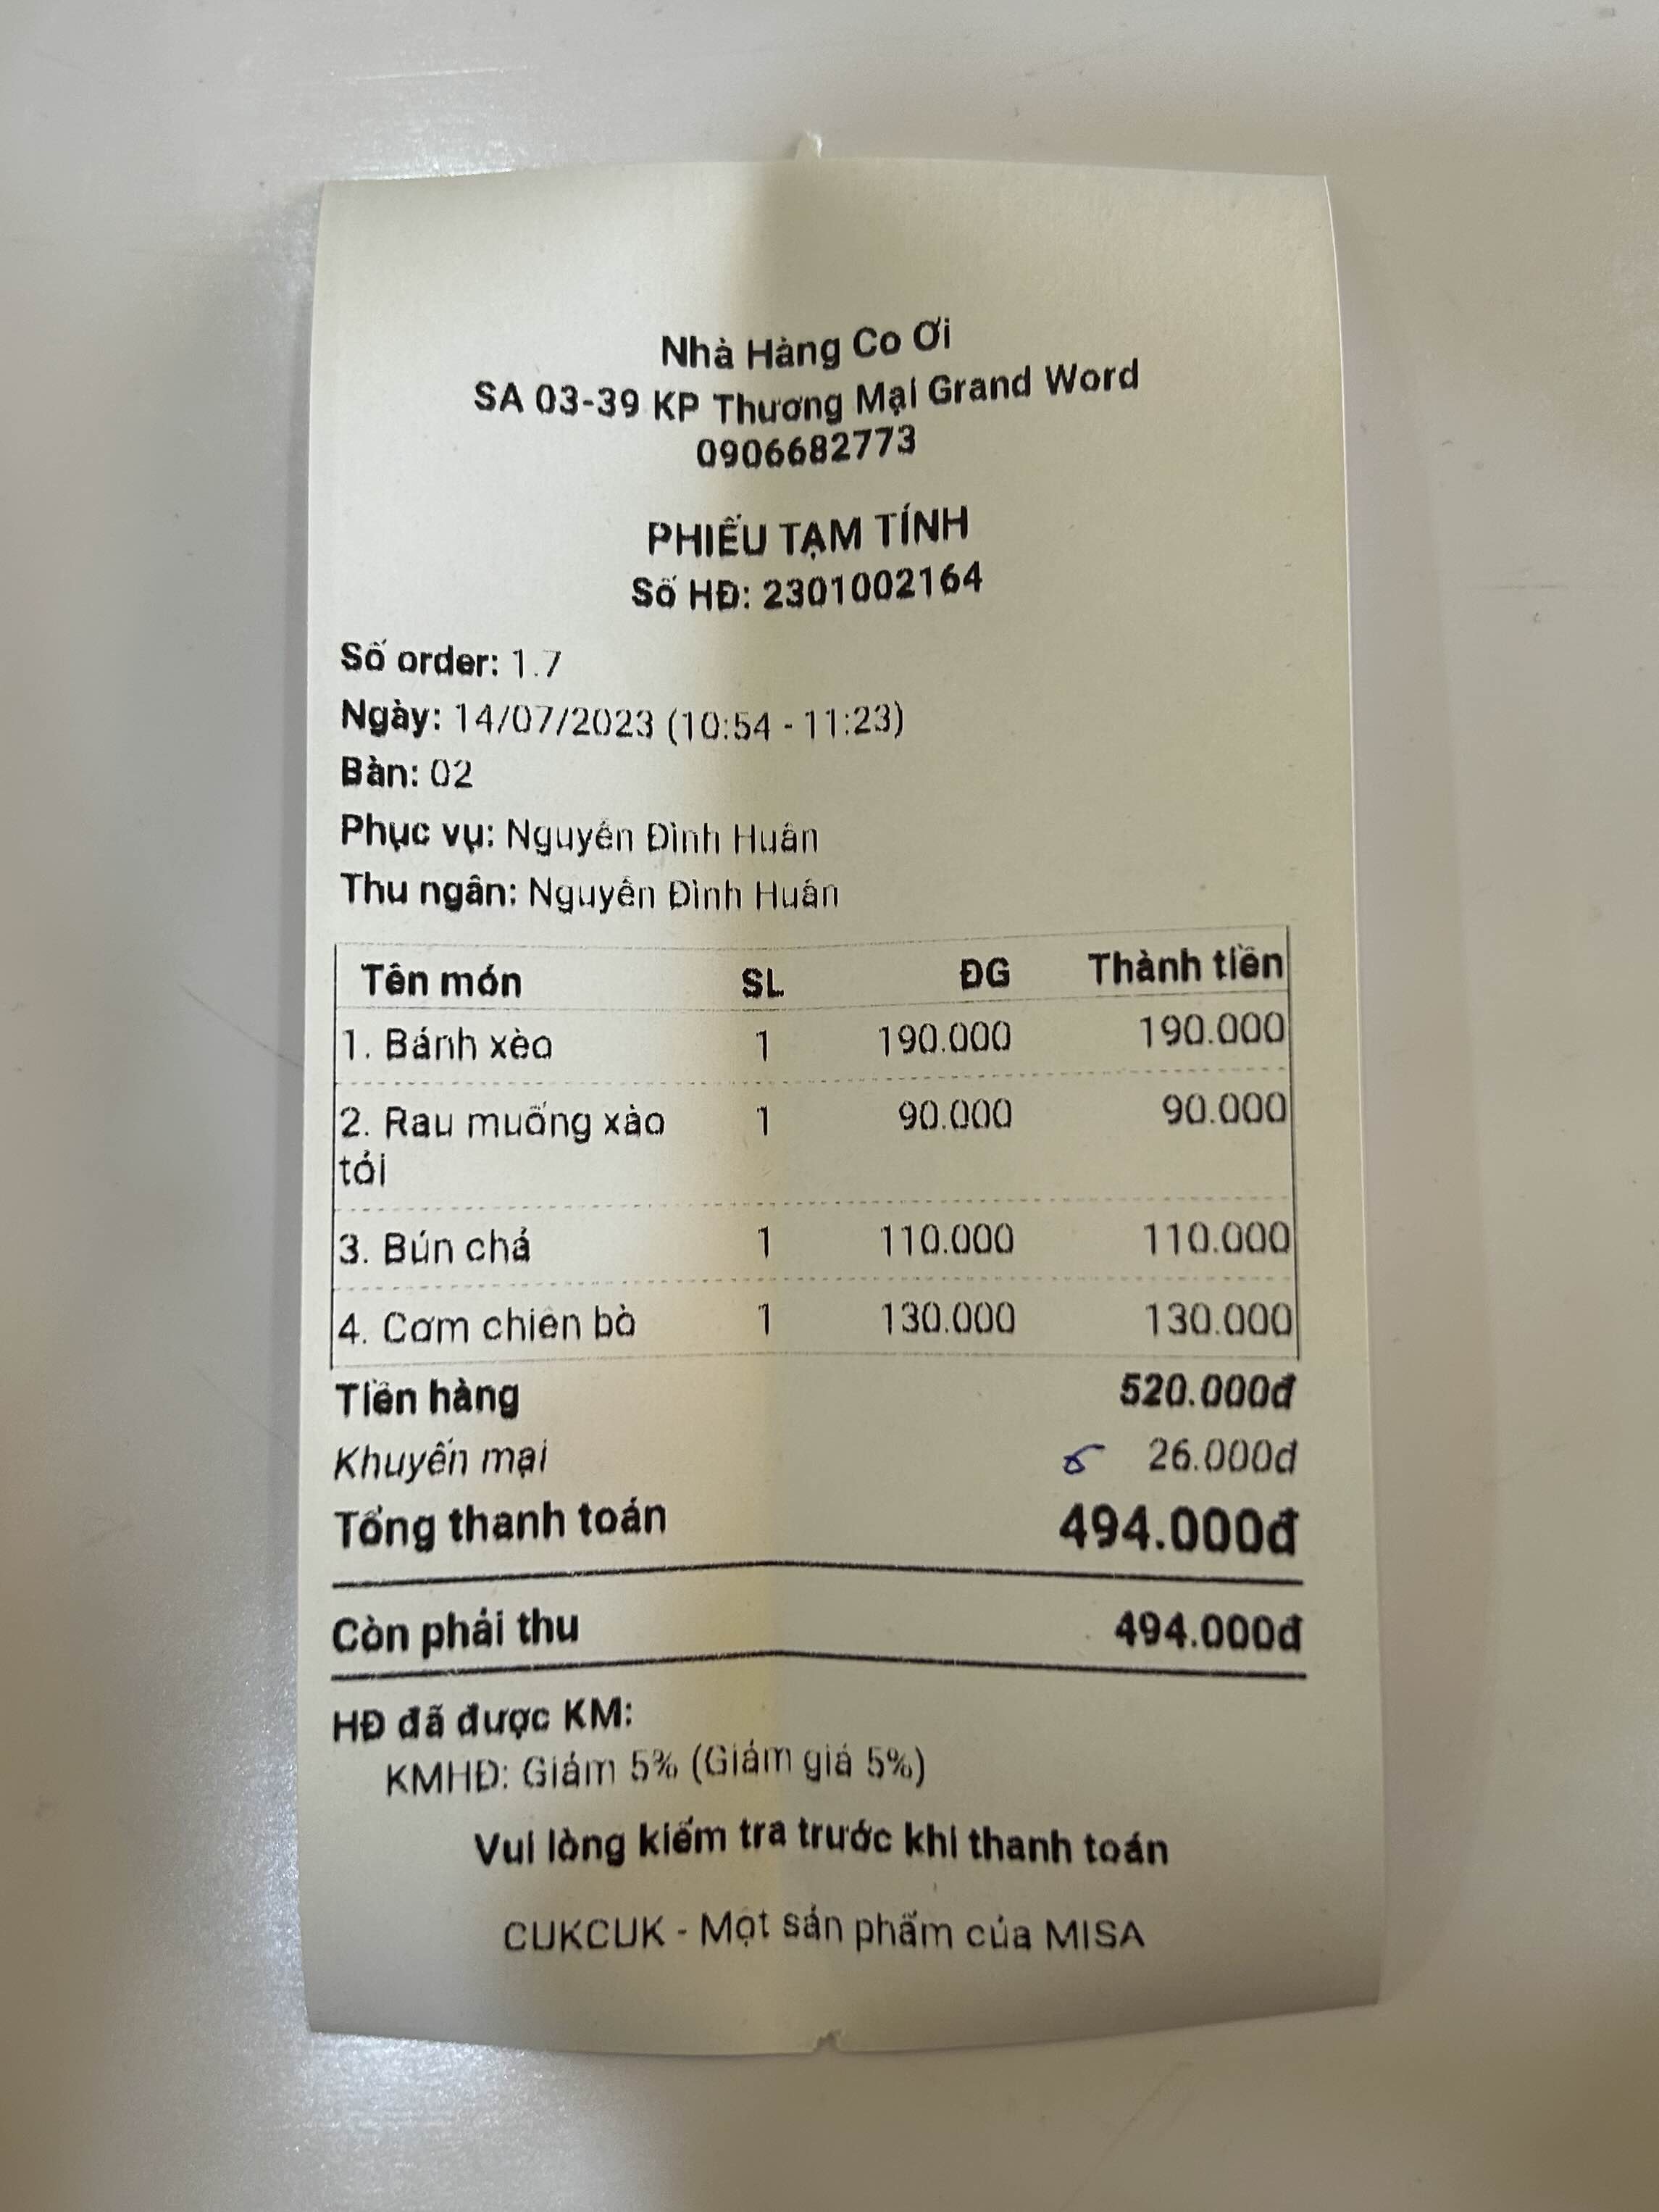 Nhà Hàng Co Ơi
SA 03-39 KP Thương Mại Grand Word
0906682773
PHIẾU TẠM TÍNH
Số HĐ: 2301002164
Số order: 1.7
Ngày: 14/07/2023 (10:54 - 11:23)
Bàn: 02
Phục vụ: Nguyễn Đình Huân
Thu ngân: Nguyễn Đình Huân
Tên món SL ĐG Thành tiền
1. Bánh xèo 1 190.000 190.000
2. Rau muống xào 1 90.000 90.000
tỏi
3. Bún chả 1 110.000 110.000
4. Cơm chiên bò 1 130.000 130.000
Tiền hàng 520.000đ
Khuyến mại 26.000đ
Tổng thanh toán 494.000đ
Còn phải thu 494.000đ
HĐ đã được KM:
KMHĐ: Giảm 5% (Giảm giá 5%)
Vui lòng kiểm tra trước khi thanh toán
CUKCUK - Một sản phẩm của MISA